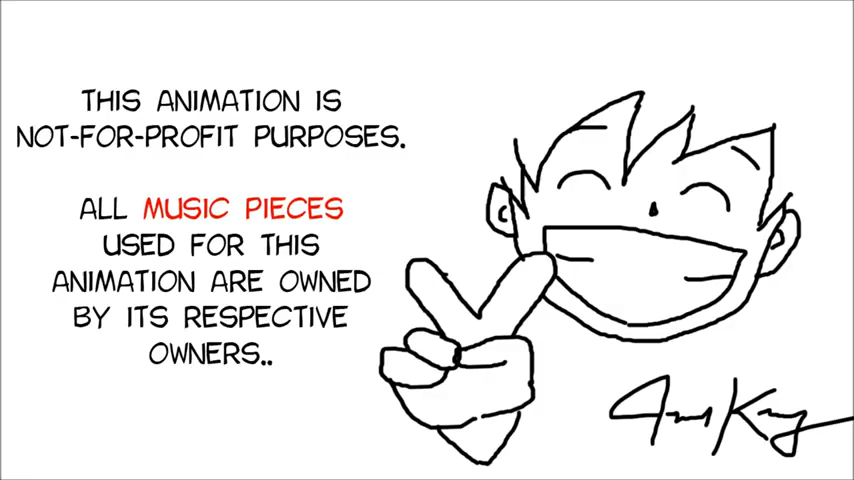 THIS ANIMATION IS
NOT-FOR-PROFIT PURPOSES.
ALL MUSIC PIECES
USED FOR THIS
ANIMATION ARE OWNED
BY ITS RESPECTIVE
OWNERS..